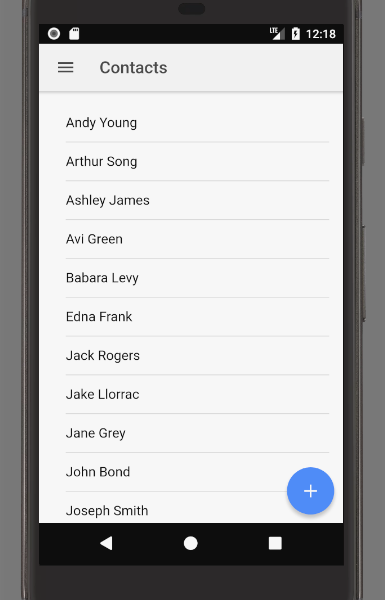 LTE 12:18
Contacts
Andy Young
Arthur Song
Ashley James
Avi Green
Babara Levy
Edna Frank
Jack Rogers
Jake Llorrac
Jane Grey
John Bond
Joseph Smith